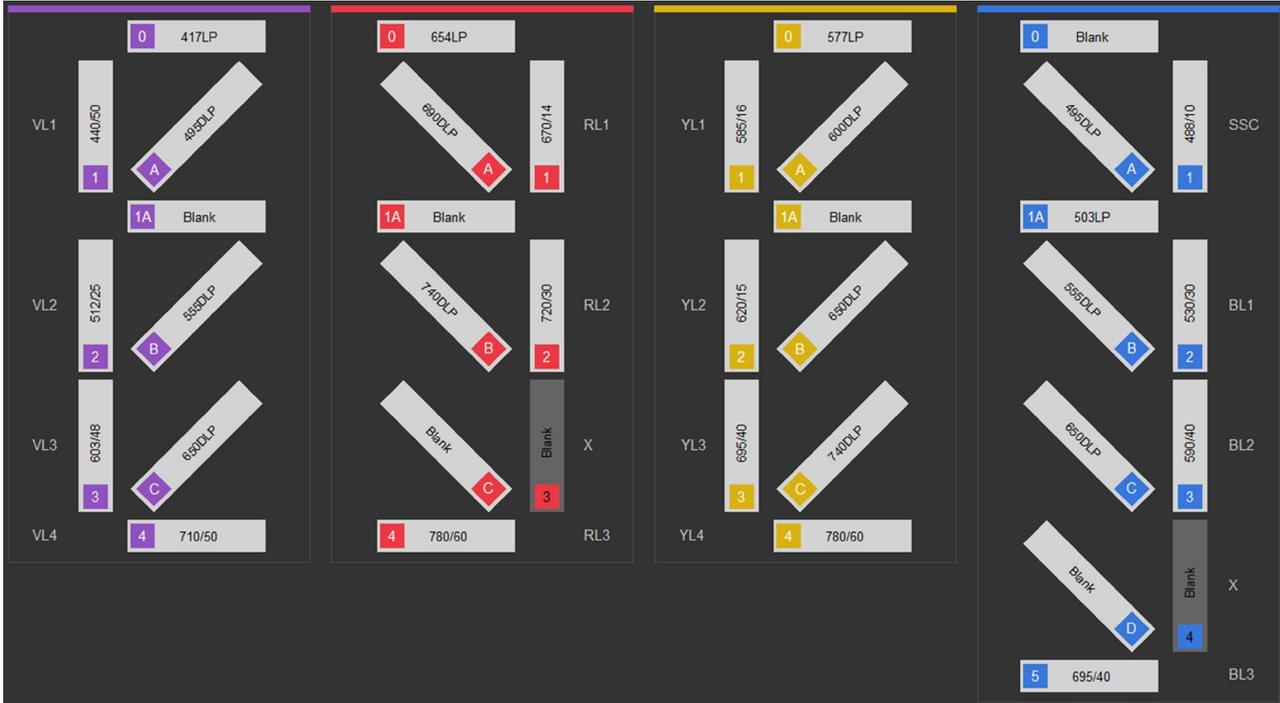 0 417LP
VL1 440/50 1 495DLP A
1A Blank
VL2 512/25 2 555DLP B
VL3 603/48 3 650DLP C
VL4 4 710/50
0 654LP
690DLP A 670/14 1 RL1
1A Blank
740DLP B 720/30 2 RL2
Blank C Blank 3 X
4 780/60 RL3
0 577LP
YL1 585/16 1 600DLP A
1A Blank
YL2 620/15 2 650DLP B
YL3 695/40 3 740DLP C
YL4 4 780/60
0 Blank
495DLP A 488/10 1 SSC
1A 503LP
555DLP B 530/30 2 BL1
650DLP C 590/40 3 BL2
Blank D Blank 4 X
5 695/40 BL3